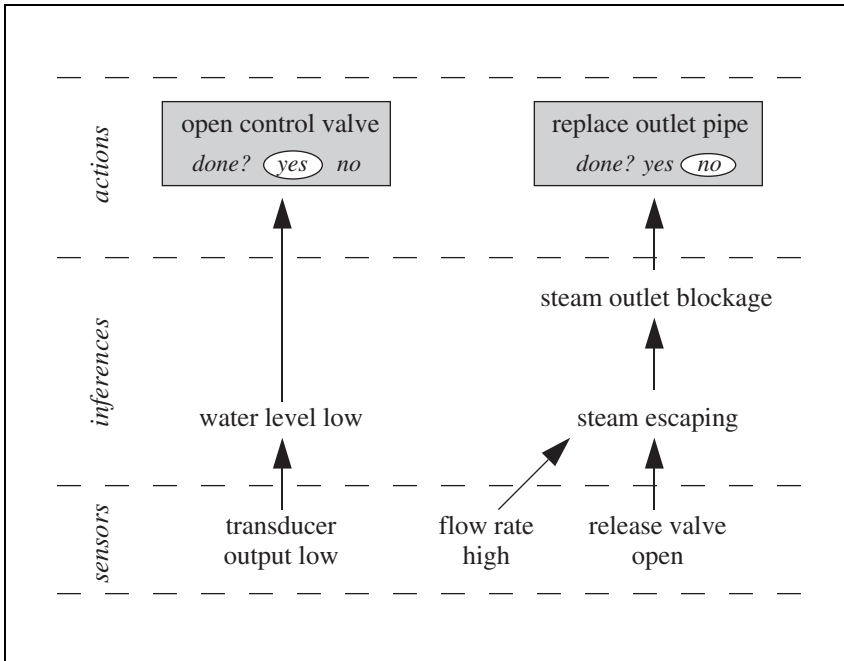 actions
open control valve
done? yes no
replace outlet pipe
done? yes no
inferences
steam outlet blockage
water level low
steam escaping
sensors
transducer
output low
flow rate
high
release valve
open